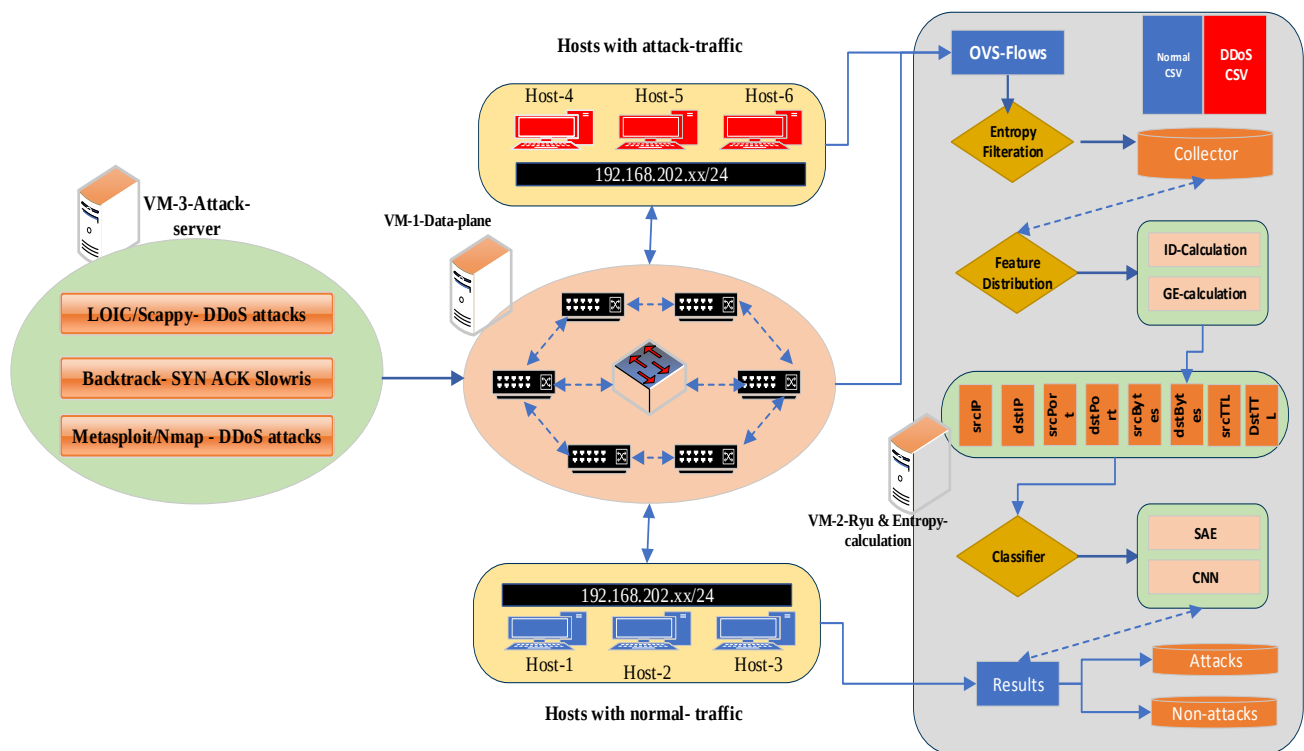 Hosts with attack-traffic
Host-4
Host-5
Host-6
192.168.202.xx/24
VM-3-Attack-
server
LOIC/Scappy- DDoS attacks
Backtrack- SYN ACK Slowris
Metasploit/Nmap - DDoS attacks
VM-1-Data-plane
192.168.202.xx/24
Host-1
Host-2
Host-3
Hosts with normal- traffic
OVS-Flows
Normal
CSV
DDoS
CSV
Entropy
Filteration
Collector
Feature
Distribution
ID-Calculation
GE-calculation
srcIP
dstIP
srcPor
t
dstPo
rt
srcByt
es
dstByt
es
srcTTL
DstTT
L
VM-2-Ryu & Entropy-
calculation
Classifier
SAE
CNN
Results
Attacks
Non-attacks